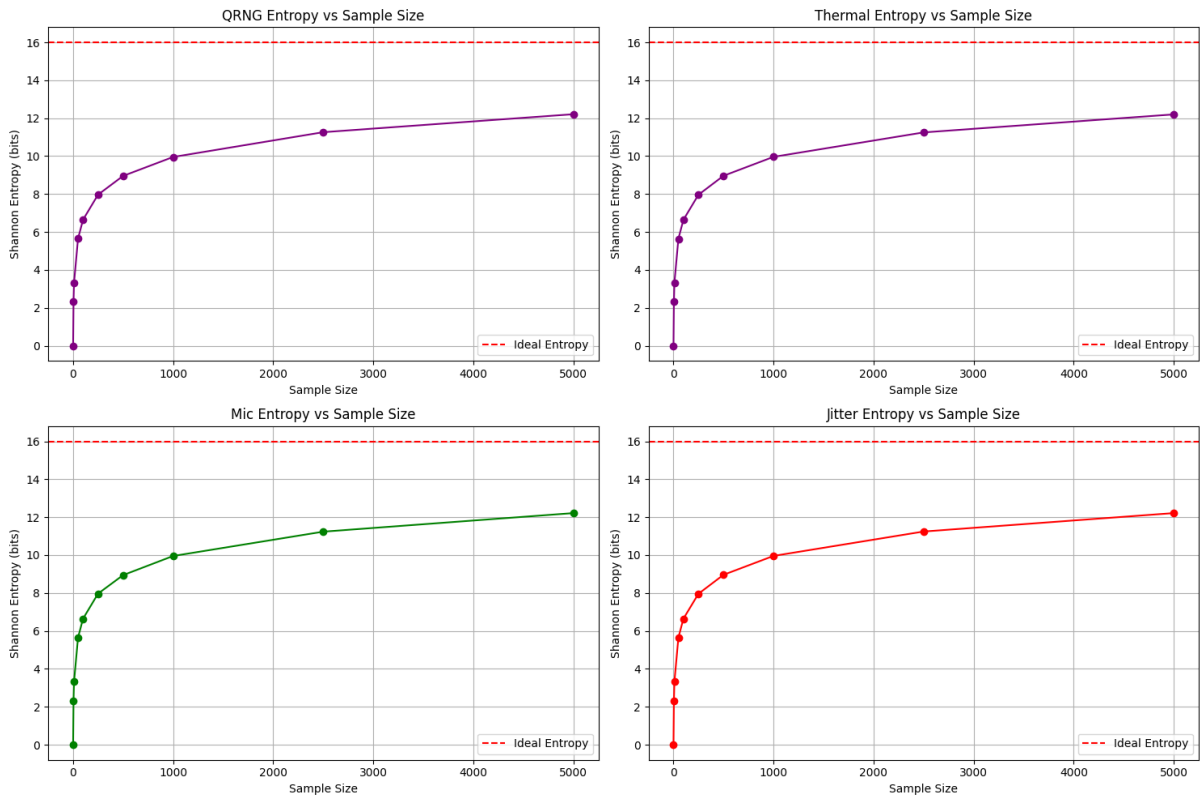 QRNG Entropy vs Sample Size
Shannon Entropy (bits)
16
14
12
10
8
6
4
2
0
Ideal Entropy
0 1000 2000 3000 4000 5000
Sample Size
Thermal Entropy vs Sample Size
Shannon Entropy (bits)
16
14
12
10
8
6
4
2
0
Ideal Entropy
0 1000 2000 3000 4000 5000
Sample Size
Mic Entropy vs Sample Size
Shannon Entropy (bits)
16
14
12
10
8
6
4
2
0
Ideal Entropy
0 1000 2000 3000 4000 5000
Sample Size
Jitter Entropy vs Sample Size
Shannon Entropy (bits)
16
14
12
10
8
6
4
2
0
Ideal Entropy
0 1000 2000 3000 4000 5000
Sample Size